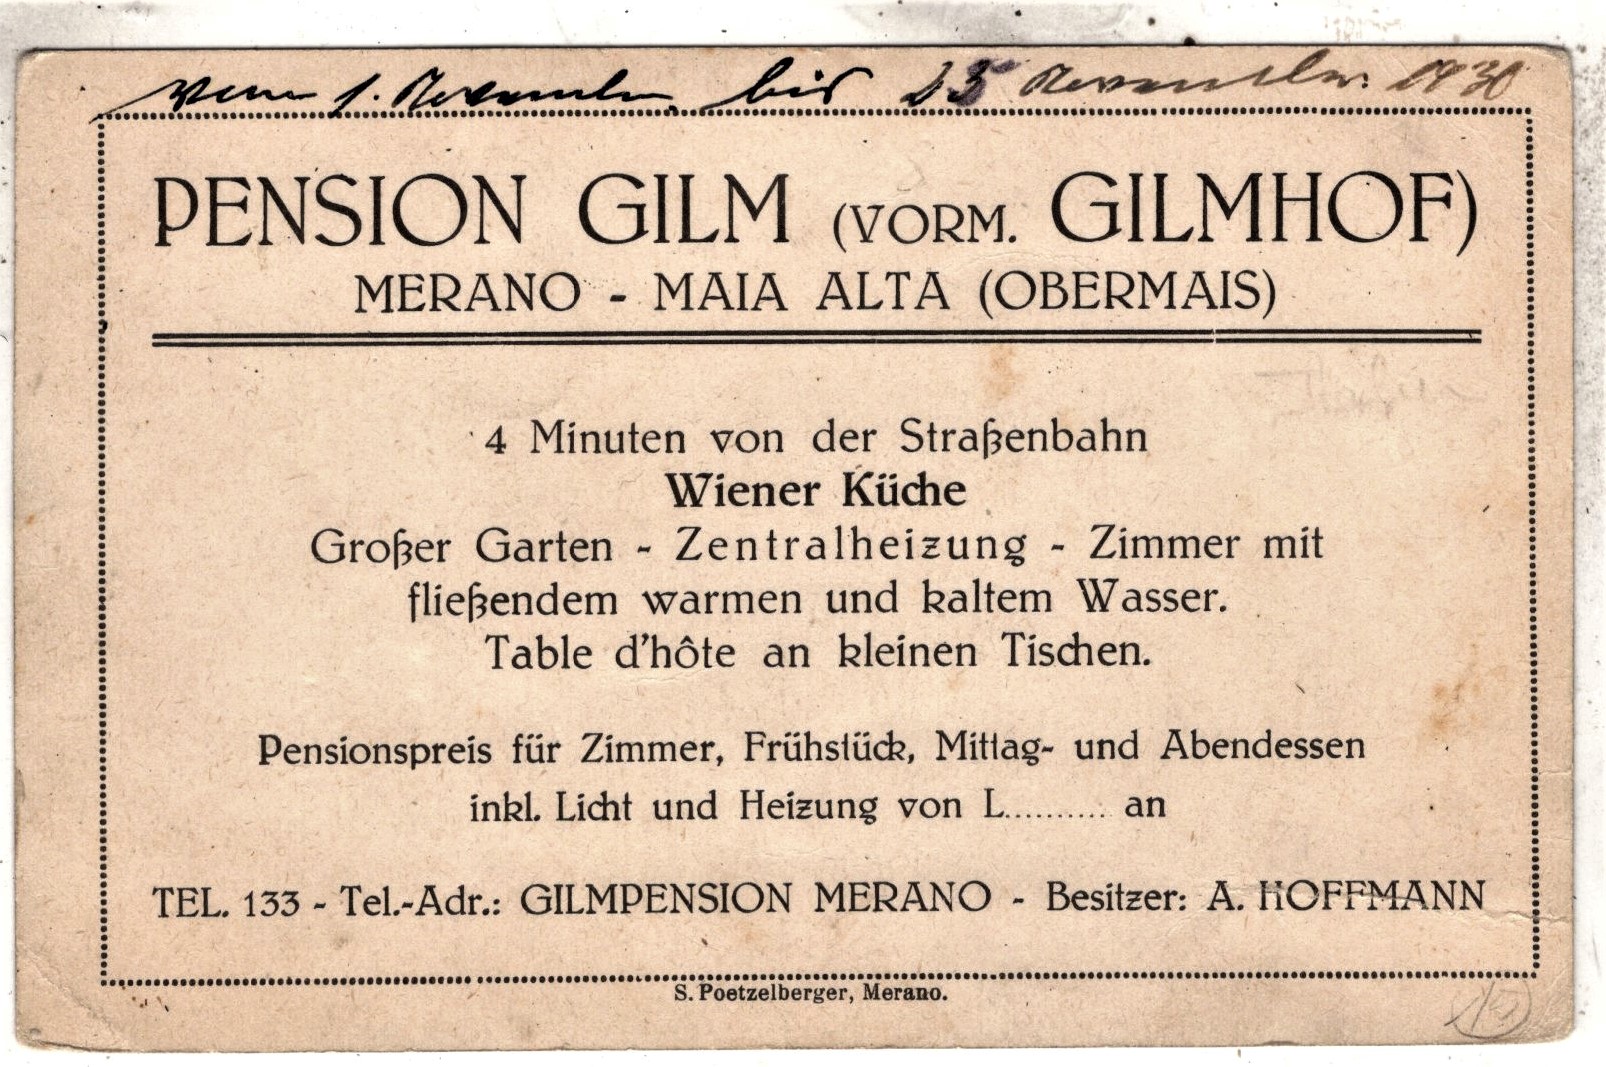 vom 1. November bis 25 November 1930
PENSION GILM (VORM. GILMHOF)
MERANO - MAIA ALTA (OBERMAIS)
4 Minuten von der Straßenbahn
Wiener Küche
Großer Garten - Zentralheizung - Zimmer mit
fließendem warmen und kaltem Wasser.
Table d'hôte an kleinen Tischen.
Pensionspreis für Zimmer, Frühstück, Mittag- und Abendessen
inkl. Licht und Heizung von L.......... an
TEL. 133 - Tel.-Adr.: GILMPENSION MERANO - Besitzer: A. HOFFMANN
S. Poetzelberger, Merano.